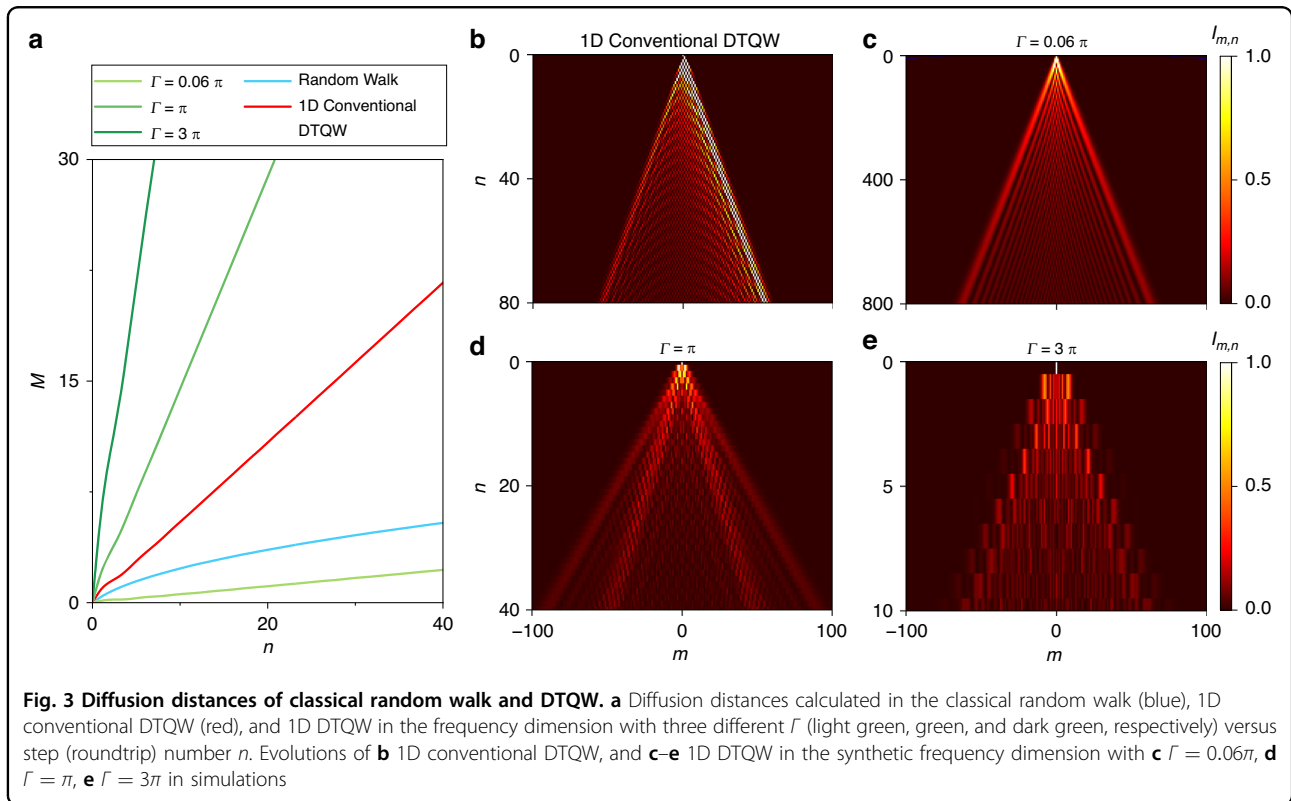 a
Γ = 0.06 π
Random Walk
Γ = π
1D Conventional
DTQW
Γ = 3 π
30
15
0
M
0
20
40
n
b
1D Conventional DTQW
0
40
80
n
−100
0
100
c
Γ = 0.06 π
I_{m,n}
0
400
800
1.0
0.5
0.0
d
Γ = π
0
20
40
n
−100
0
100
m
e
Γ = 3 π
I_{m,n}
0
5
10
1.0
0.5
0.0
−100
0
100
m
Fig. 3 Diffusion distances of classical random walk and DTQW. a Diffusion distances calculated in the classical random walk (blue), 1D
conventional DTQW (red), and 1D DTQW in the frequency dimension with three different Γ (light green, green, and dark green, respectively) versus
step (roundtrip) number n. Evolutions of b 1D conventional DTQW, and c–e 1D DTQW in the synthetic frequency dimension with c Γ = 0.06π, d
Γ = π, e Γ = 3π in simulations